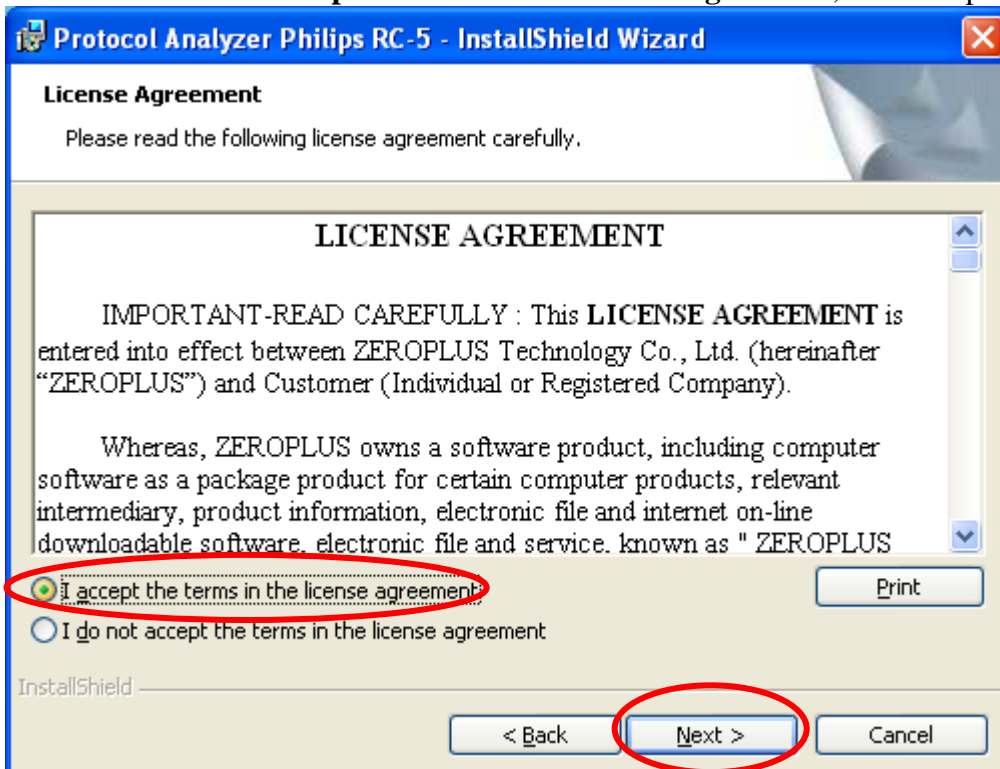 Protocol Analyzer Philips RC-5 - InstallShield Wizard
License Agreement
Please read the following license agreement carefully.
LICENSE AGREEMENT
IMPORTANT-READ CAREFULLY : This LICENSE AGREEMENT is
entered into effect between ZEROPLUS Technology Co., Ltd. (hereinafter
“ZEROPLUS”) and Customer (Individual or Registered Company).
Whereas, ZEROPLUS owns a software product, including computer
software as a package product for certain computer products, relevant
intermediary, product information, electronic file and internet on-line
downloadable software, electronic file and service, known as " ZEROPLUS
I accept the terms in the license agreement
Print
I do not accept the terms in the license agreement
InstallShield
< Back
Next >
Cancel